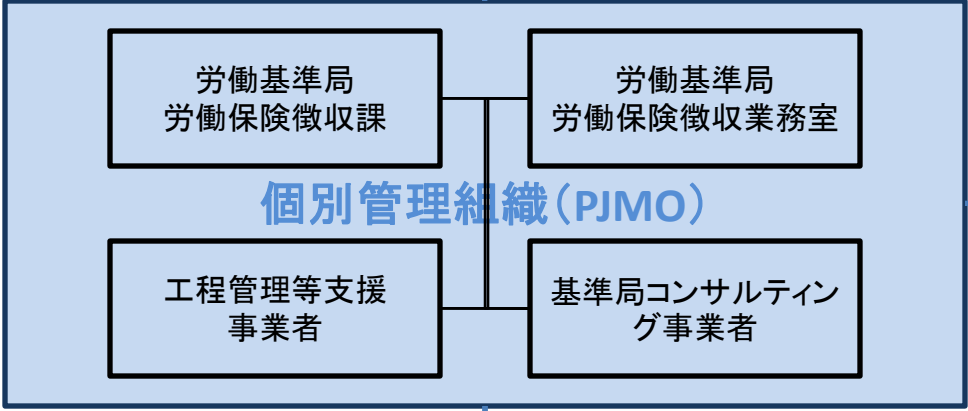 労働基準局
労働保険徴収課
労働基準局
労働保険徴収業務室
個別管理組織(PJMO)
工程管理等支援
事業者
基準局コンサルティン
グ事業者